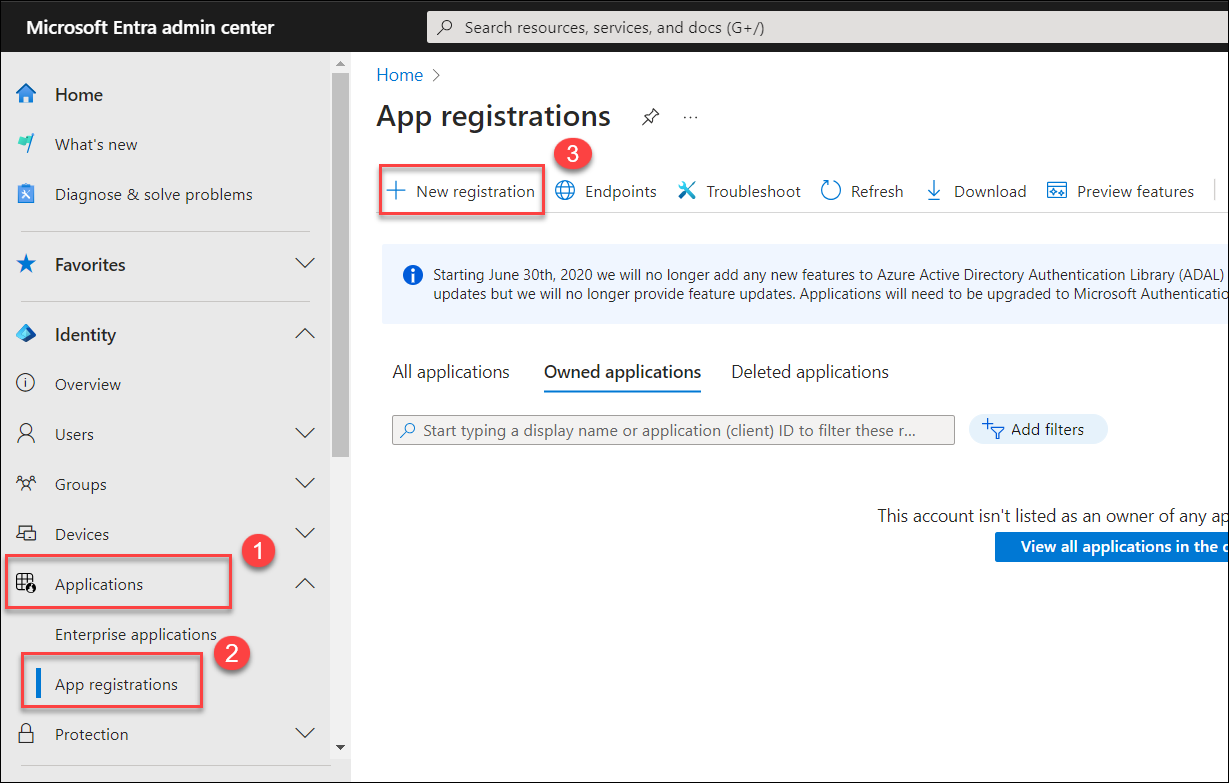 Microsoft Entra admin center
Search resources, services, and docs (G+/)
Home
What's new
Diagnose & solve problems
Favorites
Identity
Overview
Users
Groups
Devices
1
Applications
Enterprise applications
2
App registrations
Protection
Home
App registrations
...
3
New registration
Endpoints
Troubleshoot
Refresh
Download
Preview features
Starting June 30th, 2020 we will no longer add any new features to Azure Active Directory Authentication Library (ADAL)
updates but we will no longer provide feature updates. Applications will need to be upgraded to Microsoft Authenticatio
All applications
Owned applications
Deleted applications
Start typing a display name or application (client) ID to filter these r...
Add filters
This account isn't listed as an owner of any ap
View all applications in the d